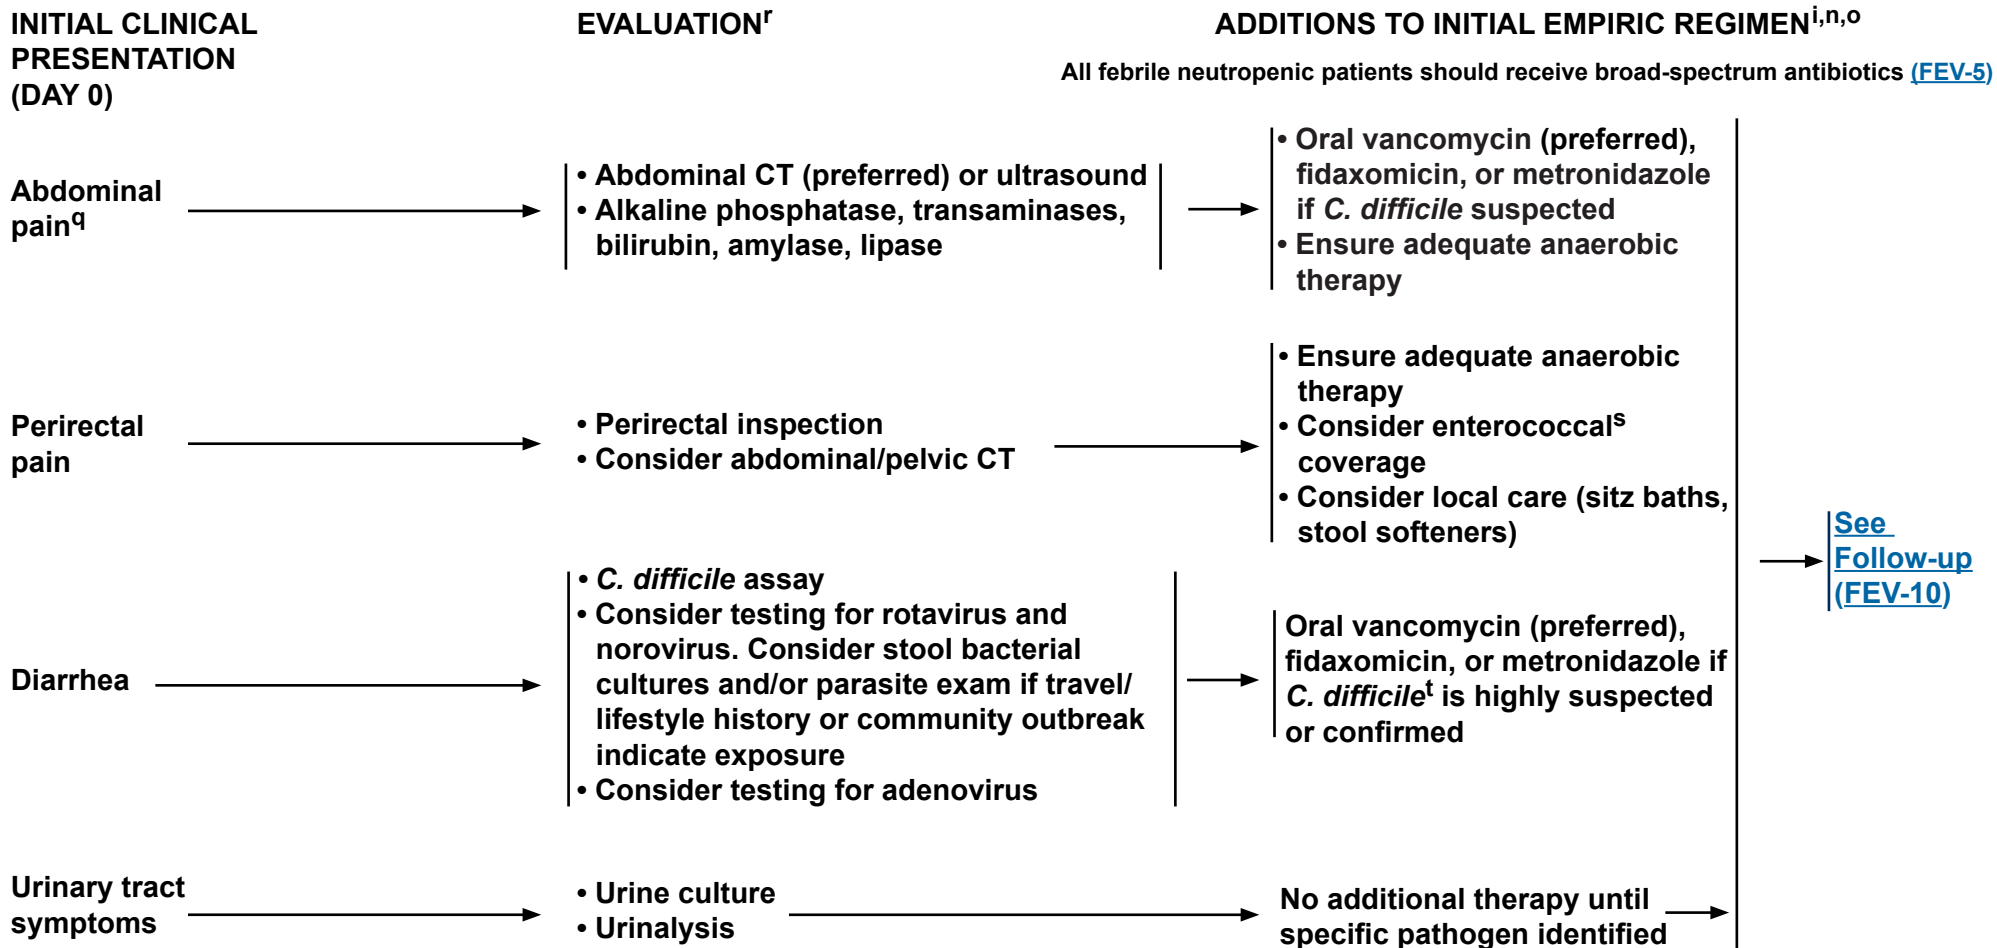 INITIAL CLINICAL
PRESENTATION
(DAY 0)
EVALUATIONr
ADDITIONS TO INITIAL EMPIRIC REGIMENi,n,o
All febrile neutropenic patients should receive broad-spectrum antibiotics (FEV-5)
Abdominal
painq
• Abdominal CT (preferred) or ultrasound
• Alkaline phosphatase, transaminases,
bilirubin, amylase, lipase
• Oral vancomycin (preferred),
fidaxomicin, or metronidazole
if C. difficile suspected
• Ensure adequate anaerobic
therapy
Perirectal
pain
• Perirectal inspection
• Consider abdominal/pelvic CT
• Ensure adequate anaerobic
therapy
• Consider enterococcals
coverage
• Consider local care (sitz baths,
stool softeners)
Diarrhea
• C. difficile assay
• Consider testing for rotavirus and
norovirus. Consider stool bacterial
cultures and/or parasite exam if travel/
lifestyle history or community outbreak
indicate exposure
• Consider testing for adenovirus
Oral vancomycin (preferred),
fidaxomicin, or metronidazole if
C. difficilet is highly suspected
or confirmed
Urinary tract
symptoms
• Urine culture
• Urinalysis
No additional therapy until
specific pathogen identified
See
Follow-up
(FEV-10)